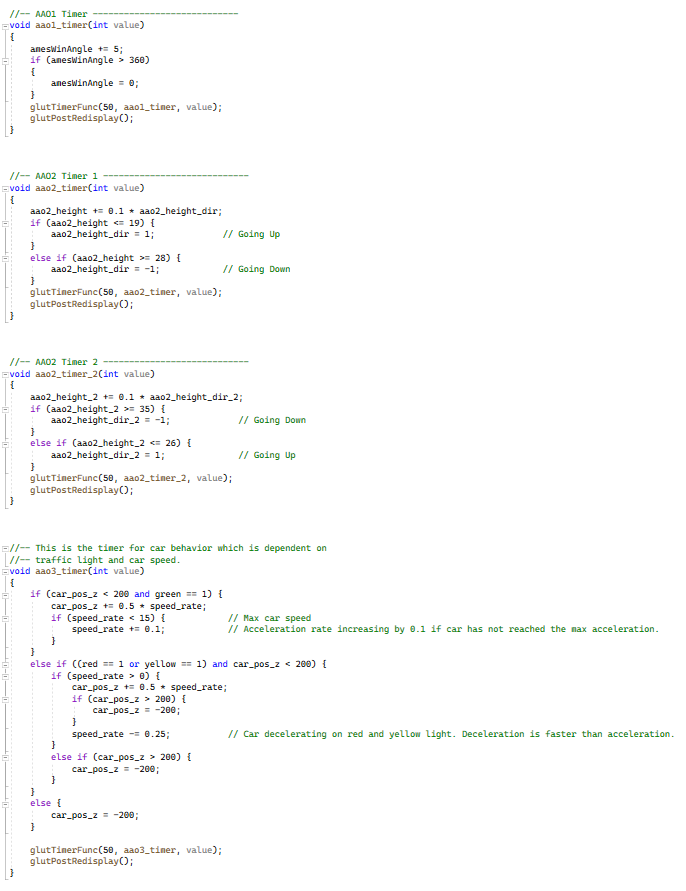 //-- AAO1 Timer ----------------------------
void aao1_timer(int value)
{
    amesWinAngle += 5;
    if (amesWinAngle > 360)
    {
        amesWinAngle = 0;
    }
    glutTimerFunc(50, aao1_timer, value);
    glutPostRedisplay();
}
//-- AAO2 Timer 1 ----------------------------
void aao2_timer(int value)
{
    aao2_height += 0.1 * aao2_height_dir;
    if (aao2_height <= 19) {
        aao2_height_dir = 1;             // Going Up
    }
    else if (aao2_height >= 28) {
        aao2_height_dir = -1;            // Going Down
    }
    glutTimerFunc(50, aao2_timer, value);
    glutPostRedisplay();
}
//-- AAO2 Timer 2 ----------------------------
void aao2_timer_2(int value)
{
    aao2_height_2 += 0.1 * aao2_height_dir_2;
    if (aao2_height_2 >= 35) {
        aao2_height_dir_2 = -1;             // Going Down
    }
    else if (aao2_height_2 <= 26) {
        aao2_height_dir_2 = 1;              // Going Up
    }
    glutTimerFunc(50, aao2_timer_2, value);
    glutPostRedisplay();
}
//-- This is the timer for car behavior which is dependent on
//-- traffic light and car speed.
void aao3_timer(int value)
{
    if (car_pos_z < 200 and green == 1) {
        car_pos_z += 0.5 * speed_rate;
        if (speed_rate < 15) {            // Max car speed
            speed_rate += 0.1;            // Acceleration rate increasing by 0.1 if car has not reached the max acceleration.
        }
    }
    else if ((red == 1 or yellow == 1) and car_pos_z < 200) {
        if (speed_rate > 0) {
            car_pos_z += 0.5 * speed_rate;
            if (car_pos_z > 200) {
                car_pos_z = -200;
            }
            speed_rate -= 0.25;           // Car decelerating on red and yellow light. Deceleration is faster than acceleration.
        }
        else if (car_pos_z > 200) {
            car_pos_z = -200;
        }
    }
    else {
        car_pos_z = -200;
    }
    glutTimerFunc(50, aao3_timer, value);
    glutPostRedisplay();
}